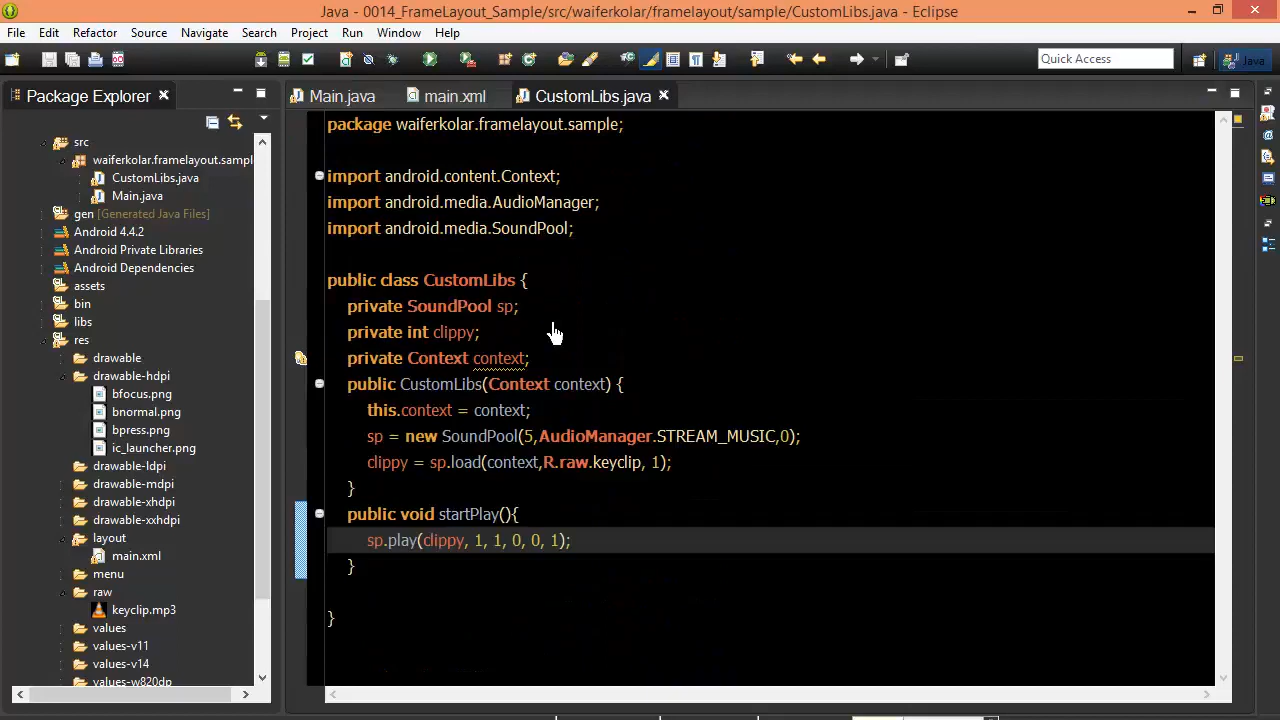 Java - 0014_FrameLayout_Sample/src/waiferkolar/framelayout/sample/CustomLibs.java - Eclipse
File Edit Refactor Source Navigate Search Project Run Window Help
Quick Access
Java
Package Explorer
Main.java
main.xml
CustomLibs.java
src
waiferkolar.framelayout.sampl
CustomLibs.java
Main.java
gen [Generated Java Files]
Android 4.4.2
Android Private Libraries
Android Dependencies
assets
bin
libs
res
drawable
drawable-hdpi
bfocus.png
bnormal.png
bpress.png
ic_launcher.png
drawable-ldpi
drawable-mdpi
drawable-xhdpi
drawable-xxhdpi
layout
main.xml
menu
raw
keyclip.mp3
values
values-v11
values-v14
values-w820dp
package waiferkolar.framelayout.sample;
import android.content.Context;
import android.media.AudioManager;
import android.media.SoundPool;
public class CustomLibs {
private SoundPool sp;
private int clippy;
private Context context;
public CustomLibs(Context context) {
this.context = context;
sp = new SoundPool(5,AudioManager.STREAM_MUSIC,0);
clippy = sp.load(context,R.raw.keyclip, 1);
}
public void startPlay(){
sp.play(clippy, 1, 1, 0, 0, 1);
}
}